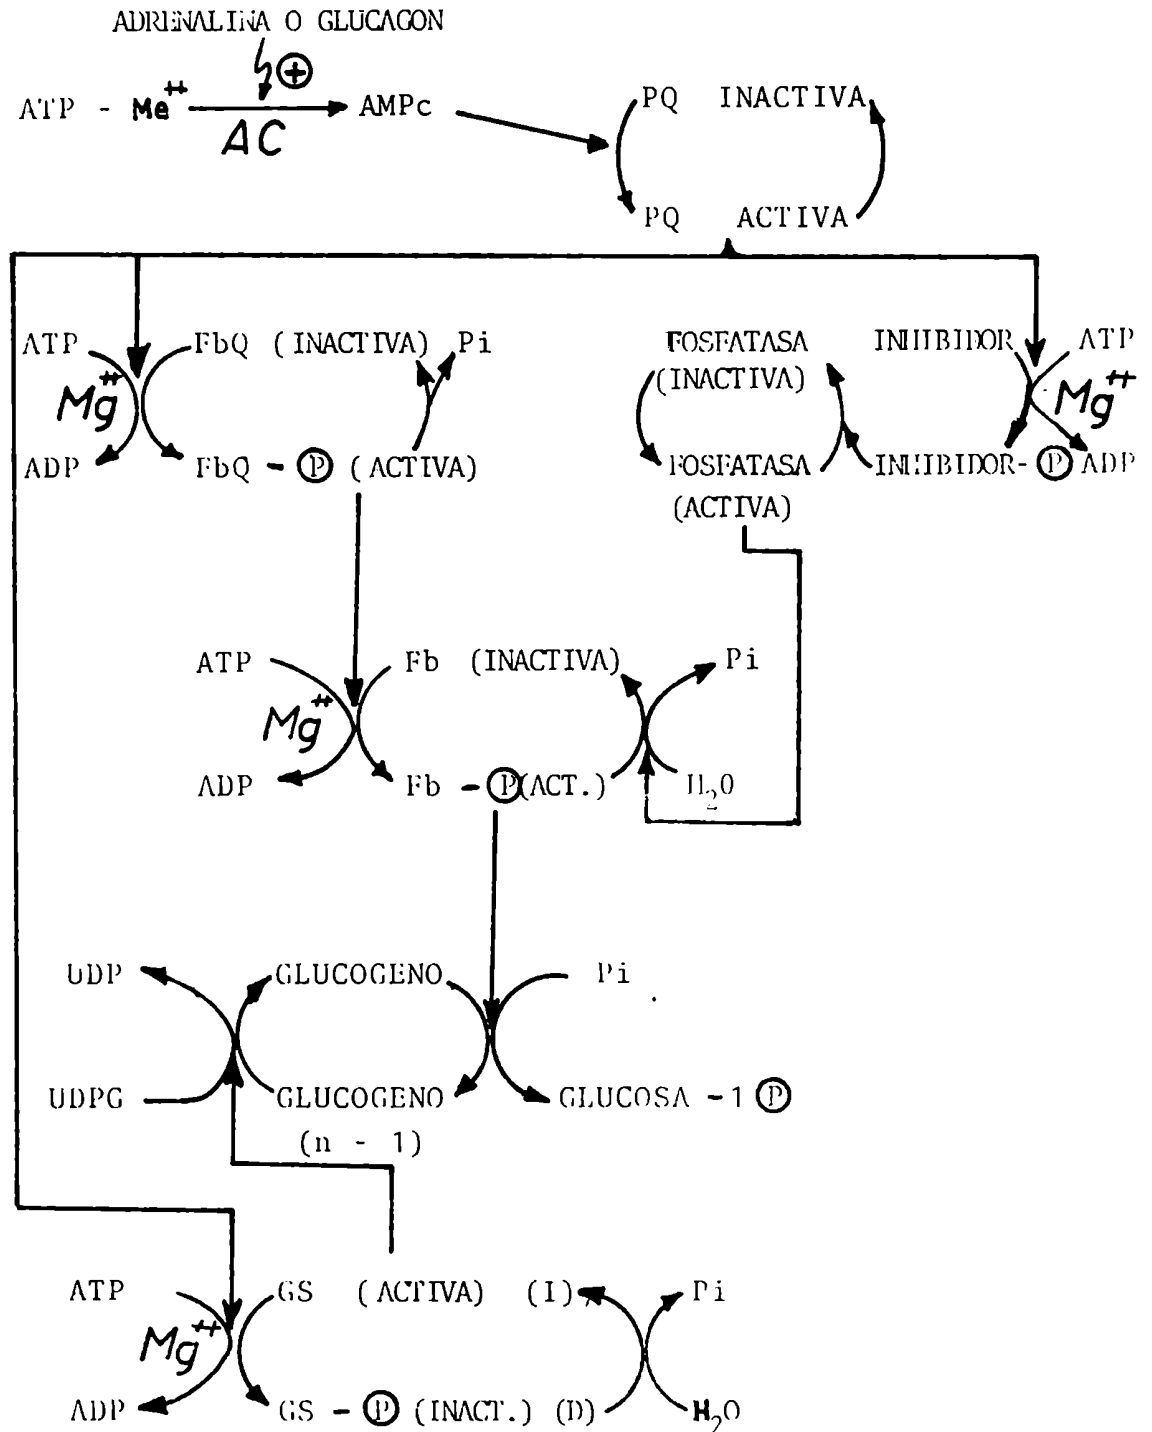 ADRENALINA O GLUCAGON
+
ATP - Me++ AMPc
AC
PQ INACTIVA
PQ ACTIVA
ATP FbQ (INACTIVA) Pi
Mg++
ADP FbQ - P (ACTIVA)
FOSFATASA INHIBIDOR ATP
(INACTIVA)
Mg++
FOSFATASA INHIBIDOR- P ADP
(ACTIVA)
ATP Fb (INACTIVA) Pi
Mg++
ADP Fb - P (ACT.) H2O
UDP GLUCOGENO Pi
UDPG GLUCOGENO GLUCOSA -1 P
(n - 1)
ATP GS (ACTIVA) (I) Pi
Mg++
ADP GS - P (INACT.) (D) H2O